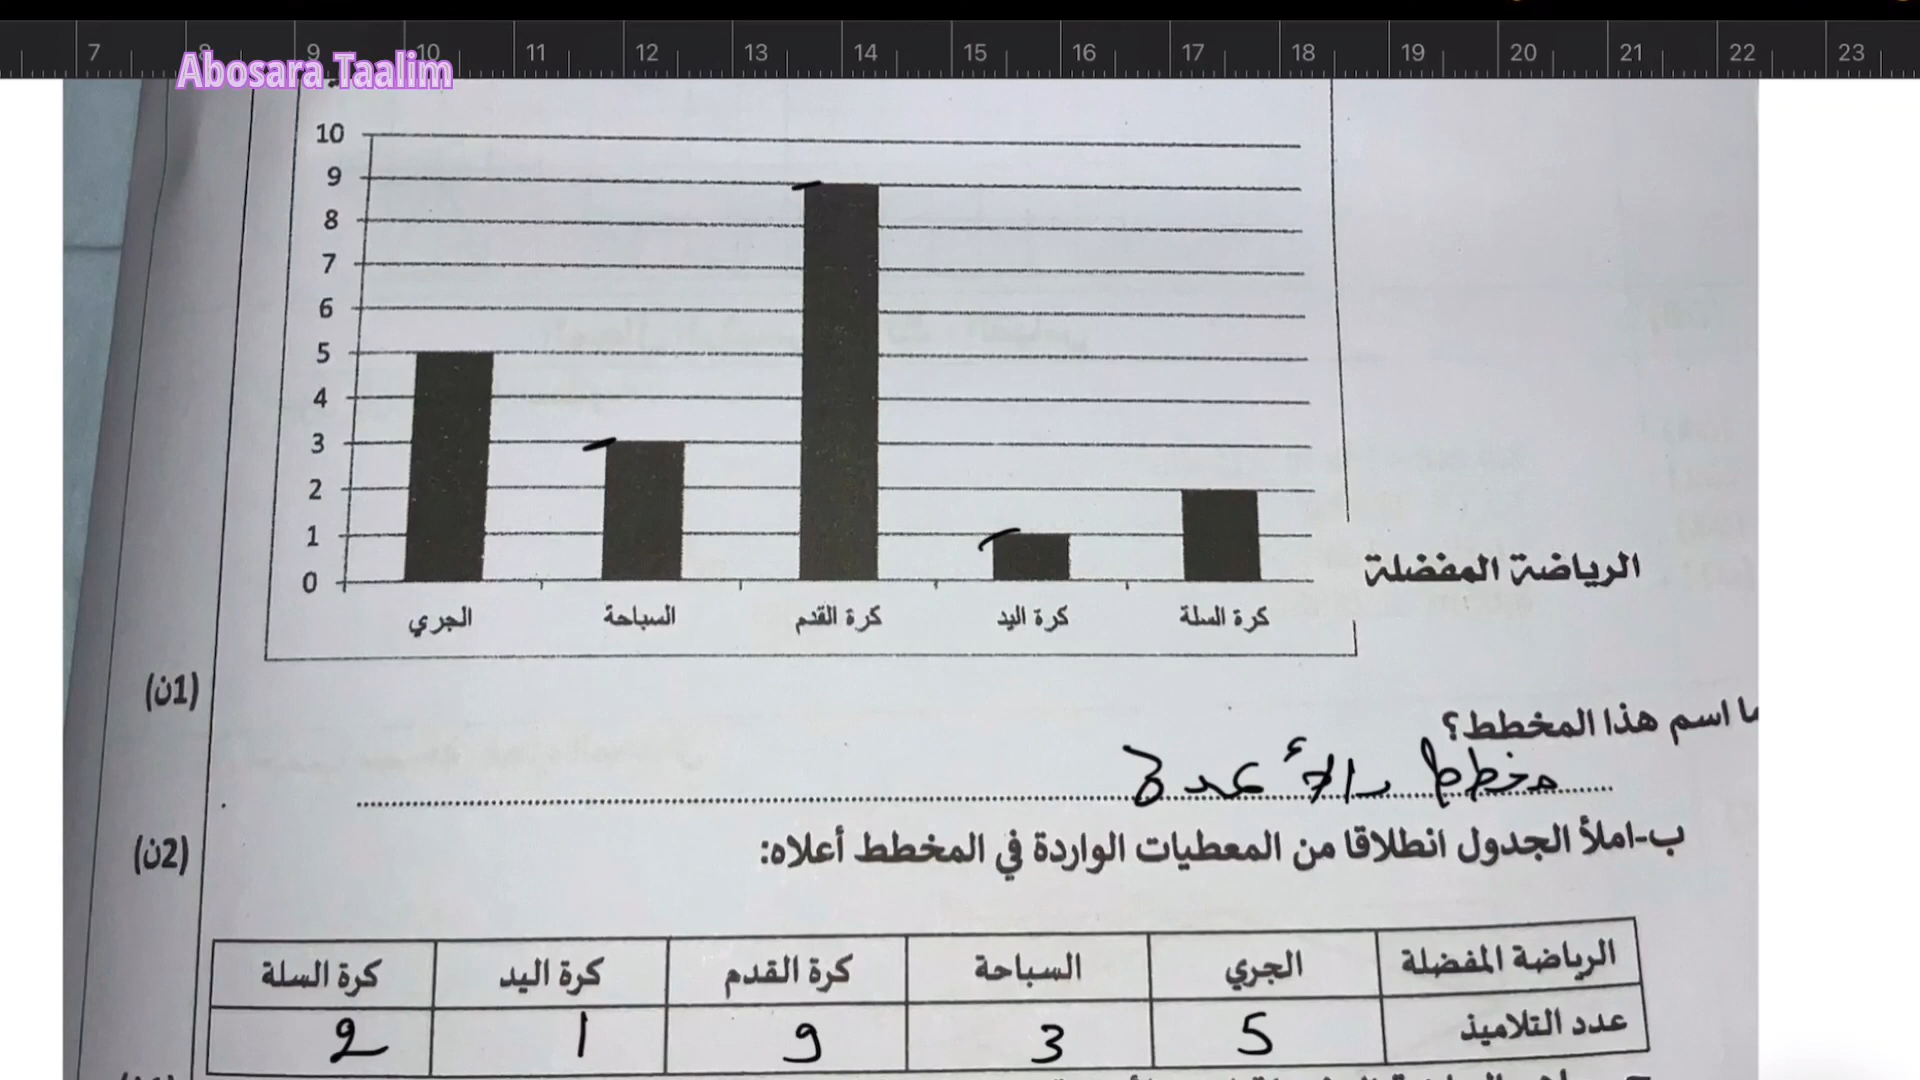 7 8 9 10 11 12 13 14 15 16 17 18 19 20 21 22 23
Abosara Taalim
10
9
8
7
6
5
4
3
2
1
0
الرياضة المفضلة
الجري السباحة كرة القدم كرة اليد كرة السلة
(1ن)
ما اسم هذا المخطط؟
مخطط بالأعمدة
(2ن)
ب-املأ الجدول انطلاقا من المعطيات الواردة في المخطط أعلاه:
الرياضة المفضلة الجري السباحة كرة القدم كرة اليد كرة السلة
عدد التلاميذ 5 3 9 1 2